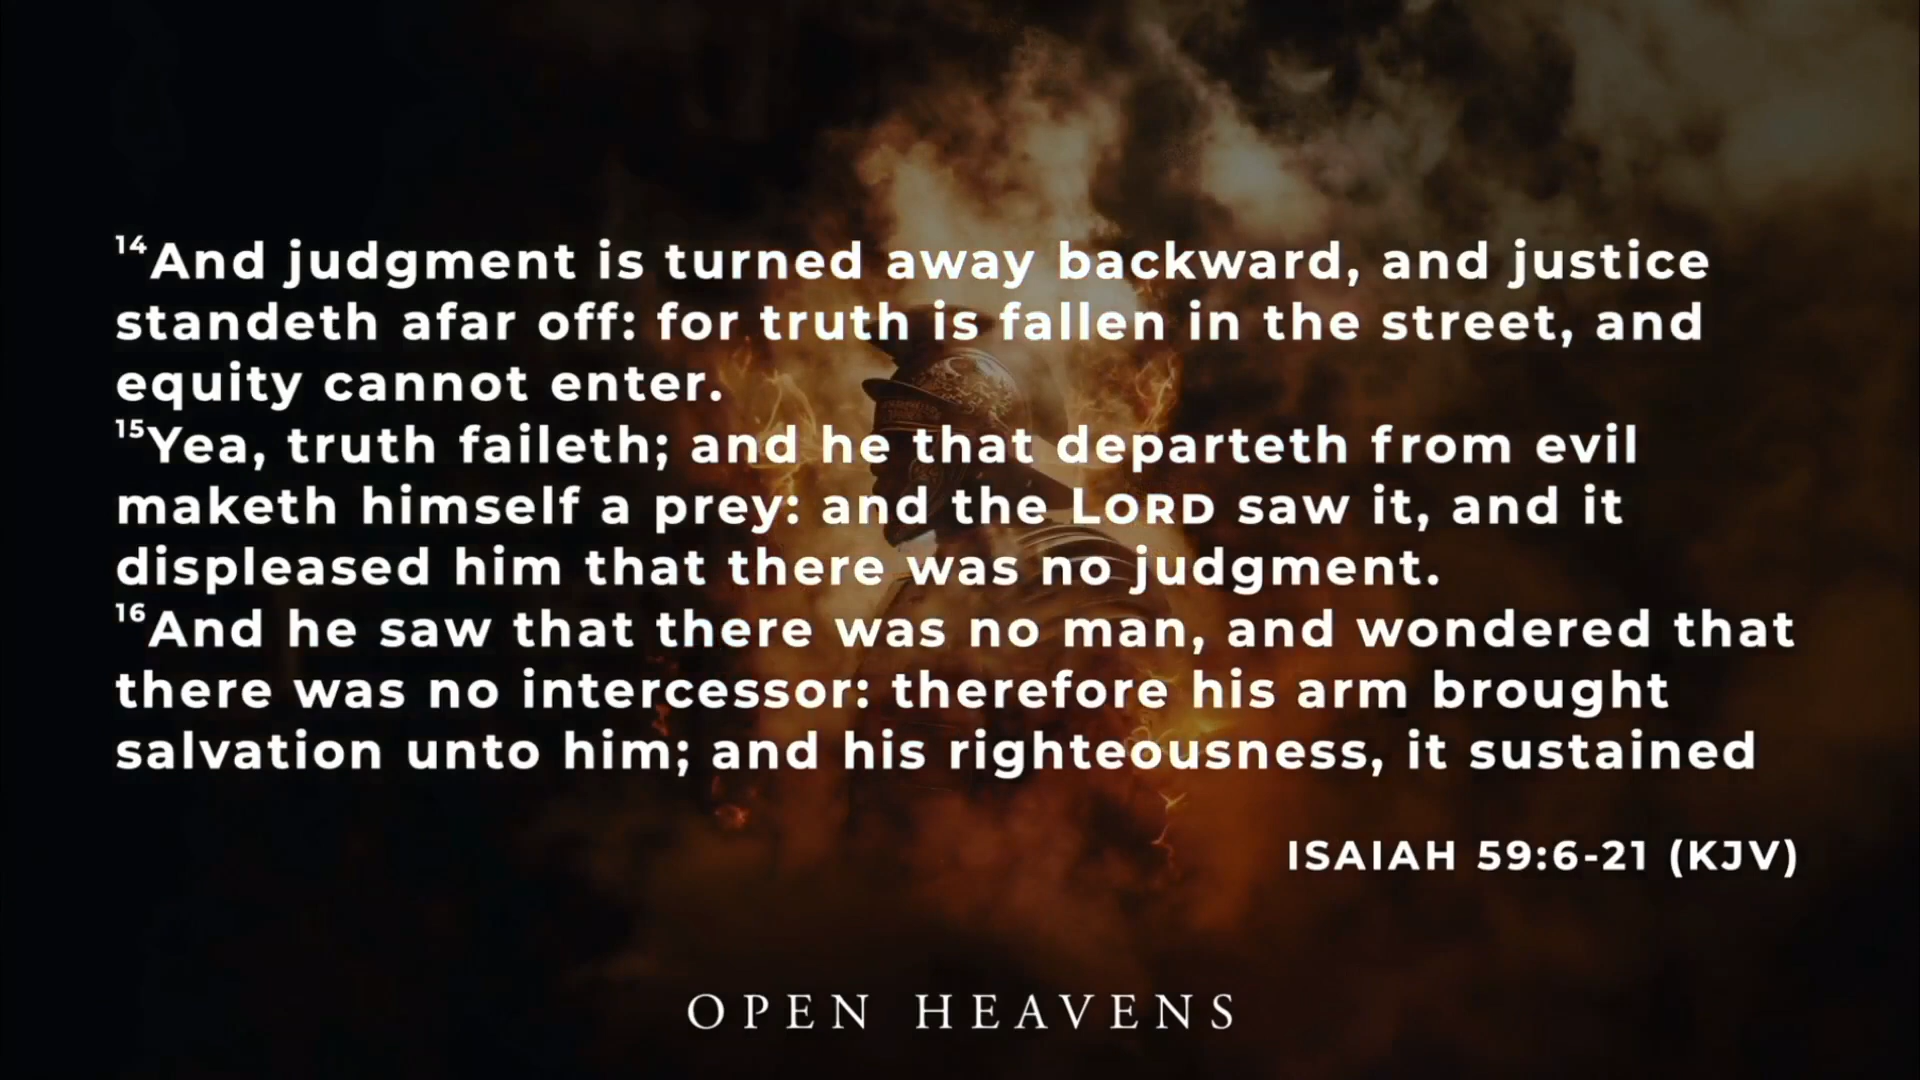 14And judgment is turned away backward, and justice
standeth afar off: for truth is fallen in the street, and
equity cannot enter.
15Yea, truth faileth; and he that departeth from evil
maketh himself a prey: and the LORD saw it, and it
displeased him that there was no judgment.
16And he saw that there was no man, and wondered that
there was no intercessor: therefore his arm brought
salvation unto him; and his righteousness, it sustained
ISAIAH 59:6-21 (KJV)
OPEN HEAVENS